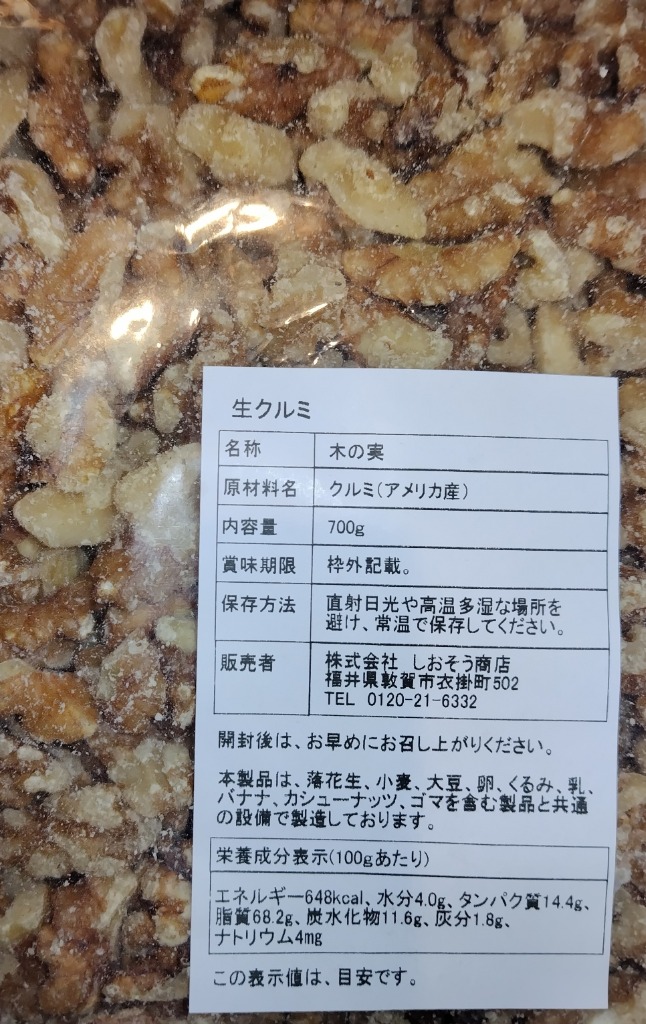 生クルミ
名称 木の実
原材料名 クルミ(アメリカ産)
内容量 700g
賞味期限 枠外記載。
保存方法 直射日光や高温多湿な場所を
避け、常温で保存してください。
販売者 株式会社 しおそう商店
福井県敦賀市衣掛町502
TEL 0120-21-6332
開封後は、お早めにお召し上がりください。
本製品は、落花生、小麦、大豆、卵、くるみ、乳、
バナナ、カシューナッツ、ゴマを含む製品と共通
の設備で製造しております。
栄養成分表示(100gあたり)
エネルギー648kcal、水分4.0g、タンパク質14.4g、
脂質68.2g、炭水化物11.6g、灰分1.8g、
ナトリウム4mg
この表示値は、目安です。